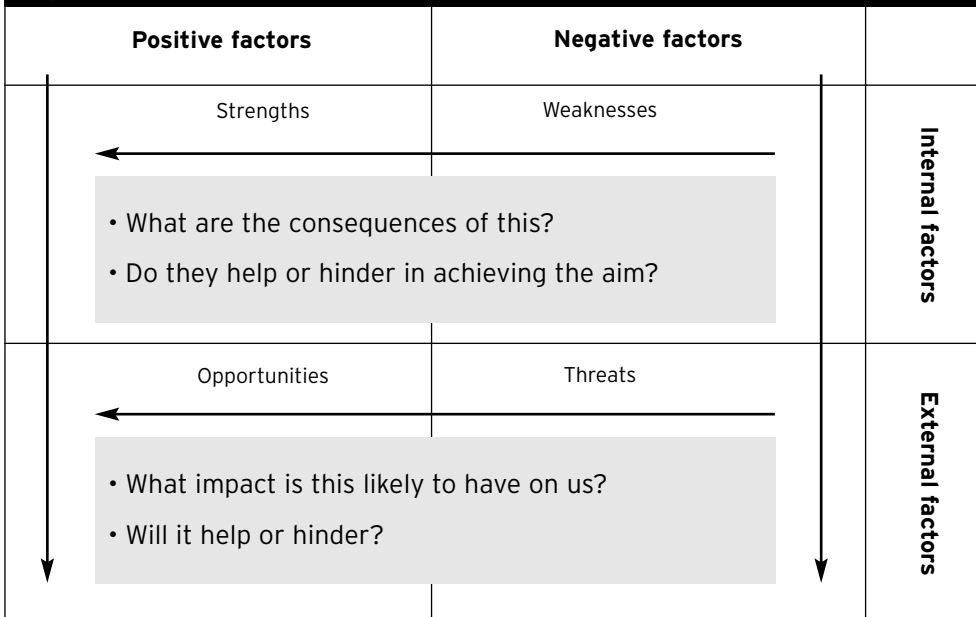 Positive factors
Negative factors
Strengths
Weaknesses
Internal factors
• What are the consequences of this?
• Do they help or hinder in achieving the aim?
Opportunities
Threats
External factors
• What impact is this likely to have on us?
• Will it help or hinder?